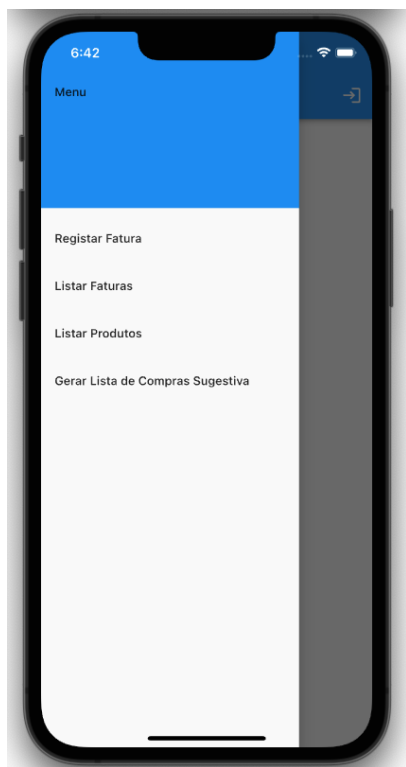 6:42
Menu
Registar Fatura
Listar Faturas
Listar Produtos
Gerar Lista de Compras Sugestiva